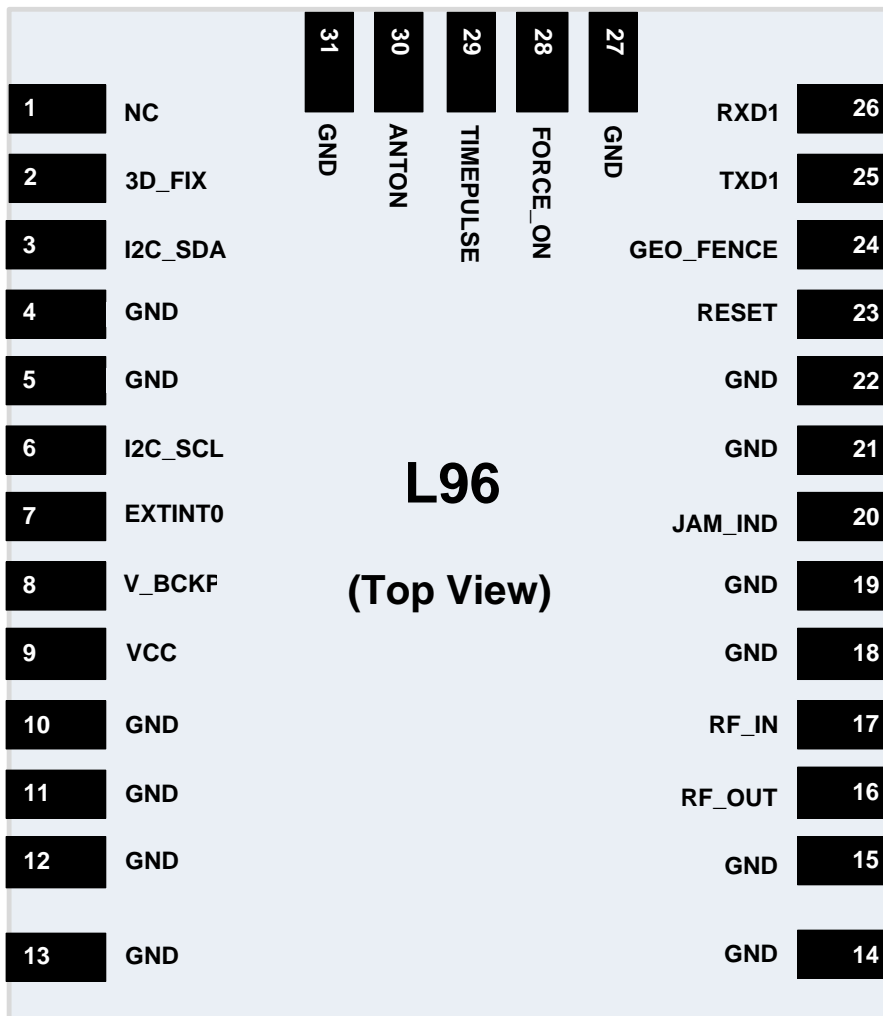 31 30 29 28 27
GND ANTON TIMEPULSE FORCE_ON GND
1 NC RXD1 26
2 3D_FIX TXD1 25
3 I2C_SDA GEO_FENCE 24
4 GND RESET 23
5 GND GND 22
6 I2C_SCL GND 21
L96
7 EXTINT0 JAM_IND 20
8 V_BCKP GND 19
(Top View)
9 VCC GND 18
10 GND RF_IN 17
11 GND RF_OUT 16
12 GND GND 15
13 GND GND 14